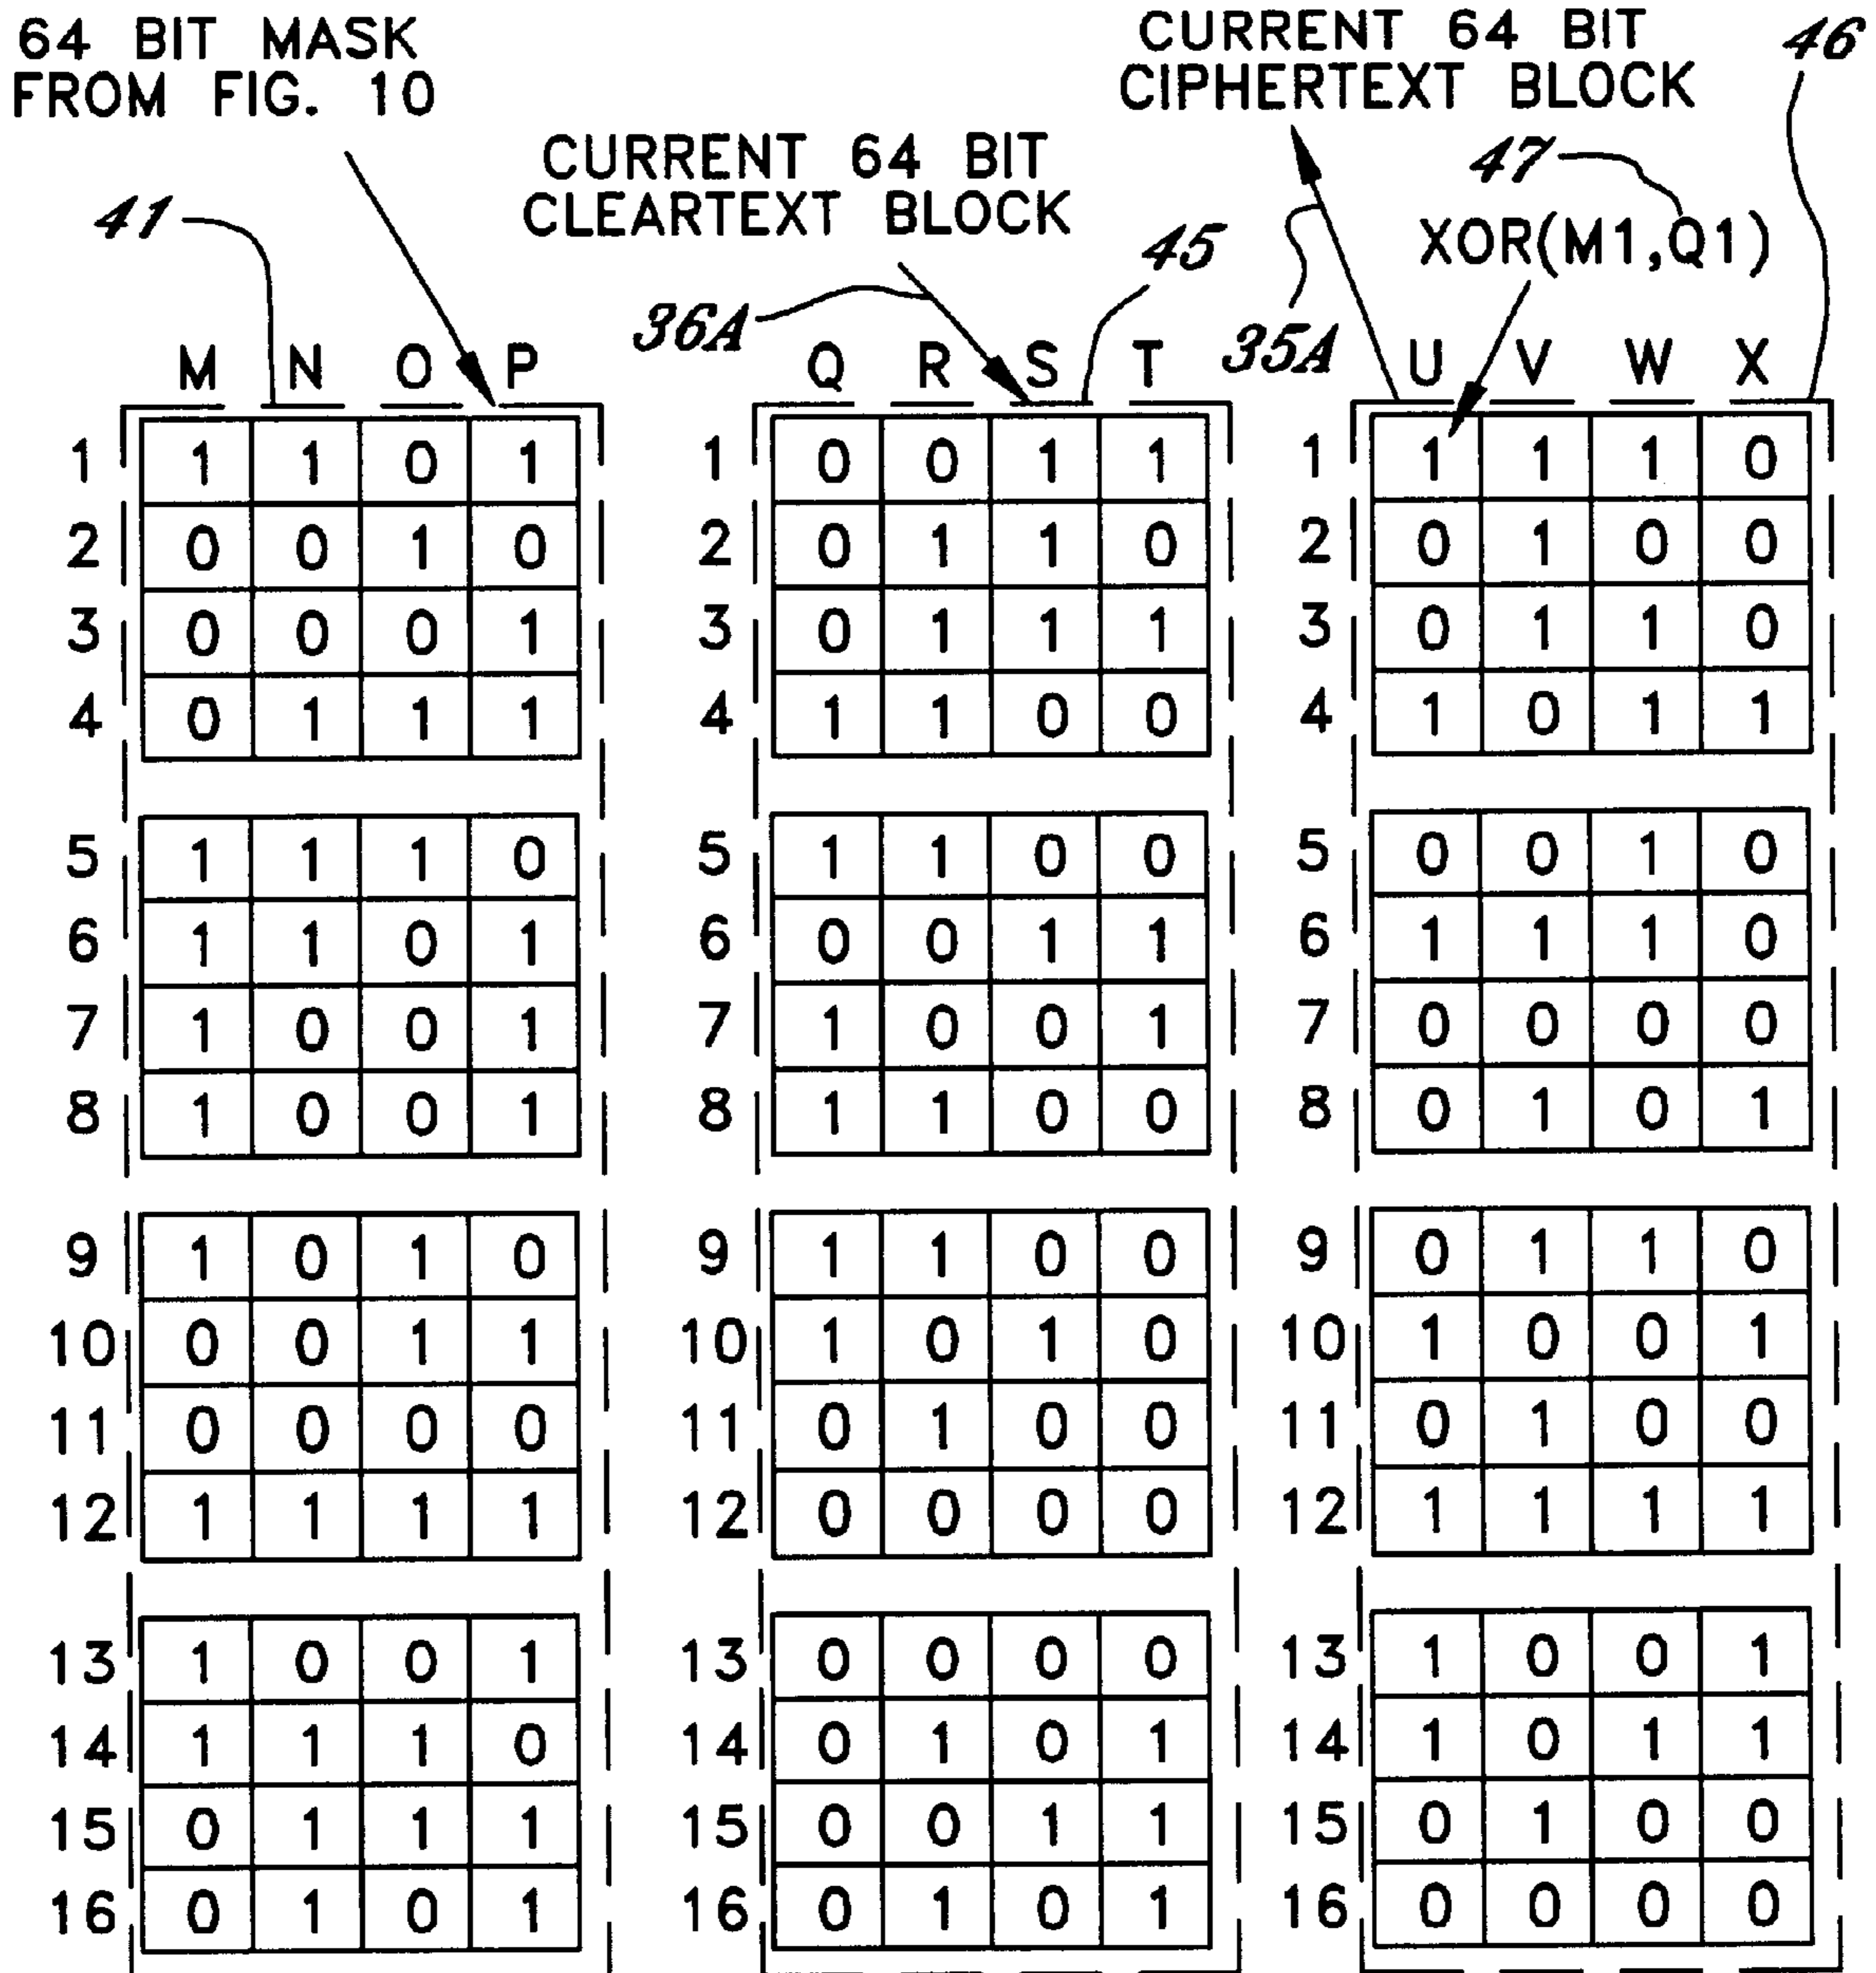 64 BIT MASK
FROM FIG. 10
CURRENT 64 BIT
CLEARTEXT BLOCK
CURRENT 64 BIT
CIPHERTEXT BLOCK
46
41
36A
45
35A
47
XOR(M1,Q1)
M N O P Q R S T U V W X
1 1 1 0 1 1 0 0 1 1 1 1 1 1 0
2 0 0 1 0 2 0 1 1 0 2 0 1 0 0
3 0 0 0 1 3 0 1 1 1 3 0 1 1 0
4 0 1 1 1 4 1 1 0 0 4 1 0 1 1
5 1 1 1 0 5 1 1 0 0 5 0 0 1 0
6 1 1 0 1 6 0 0 1 1 6 1 1 1 0
7 1 0 0 1 7 1 0 0 1 7 0 0 0 0
8 1 0 0 1 8 1 1 0 0 8 0 1 0 1
9 1 0 1 0 9 1 1 0 0 9 0 1 1 0
10 0 0 1 1 10 1 0 1 0 10 1 0 0 1
11 0 0 0 0 11 0 1 0 0 11 0 1 0 0
12 1 1 1 1 12 0 0 0 0 12 1 1 1 1
13 1 0 0 1 13 0 0 0 0 13 1 0 0 1
14 1 1 1 0 14 0 1 0 1 14 1 0 1 1
15 0 1 1 1 15 0 0 1 1 15 0 1 0 0
16 0 1 0 1 16 0 1 0 1 16 0 0 0 0